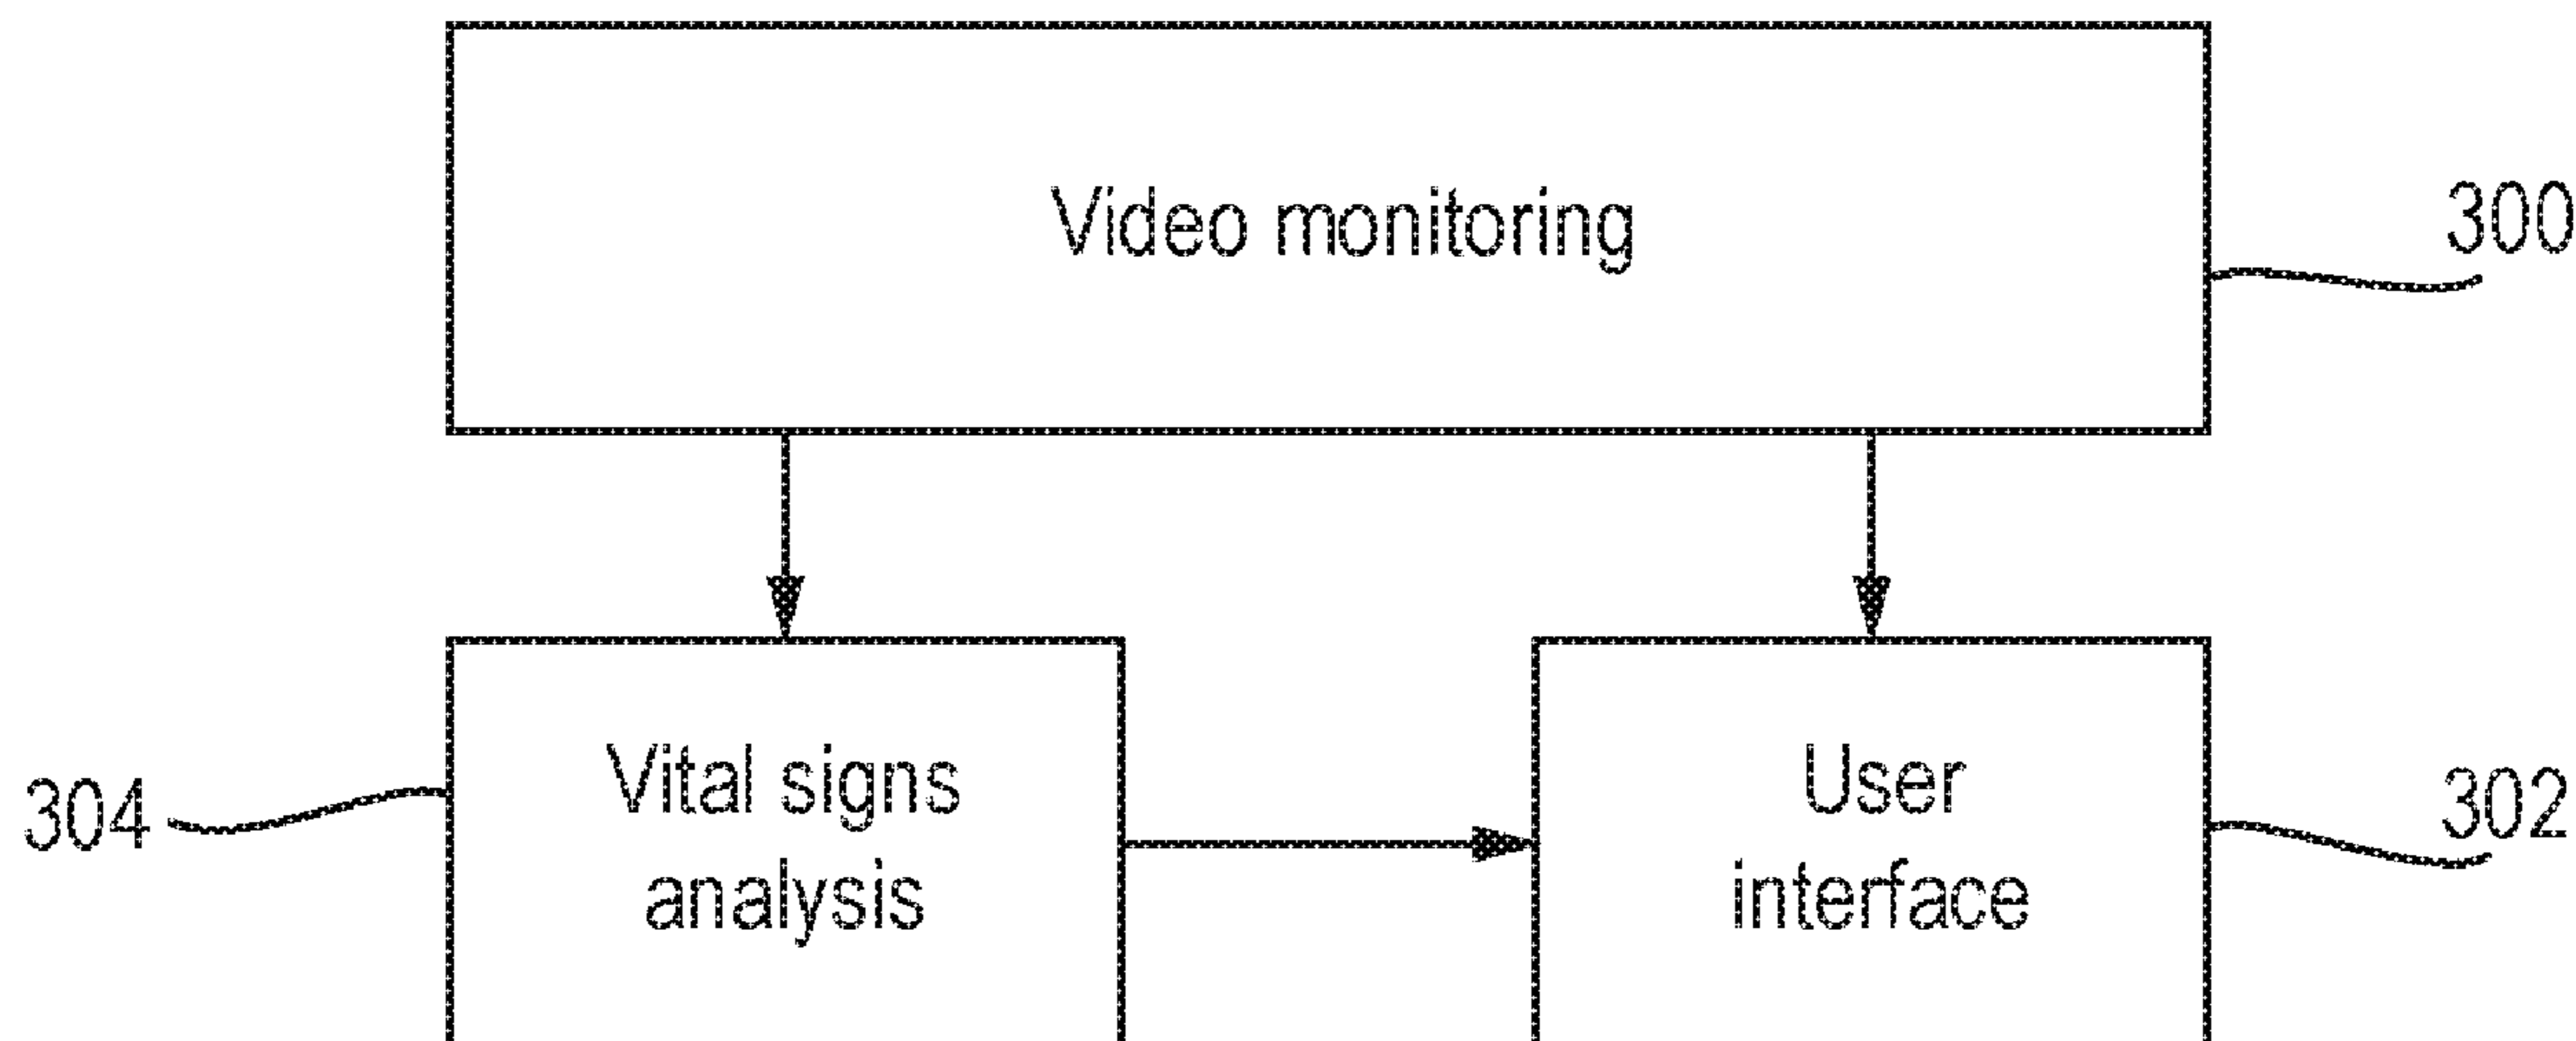 Video monitoring
300
304
Vital signs
analysis
User
interface
302